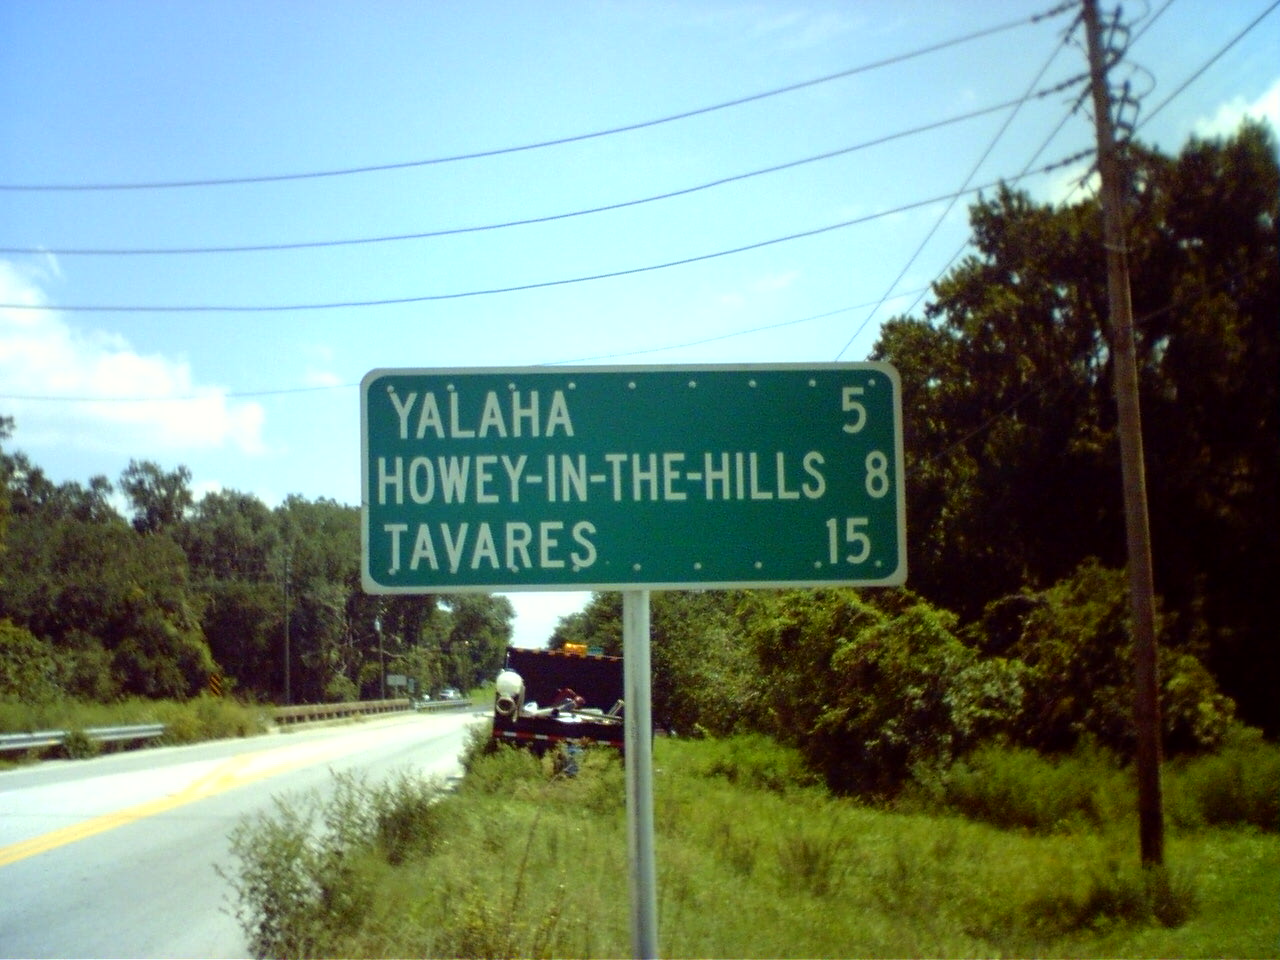 YALAHA 5
HOWEY-IN-THE-HILLS 8
TAVARES 15